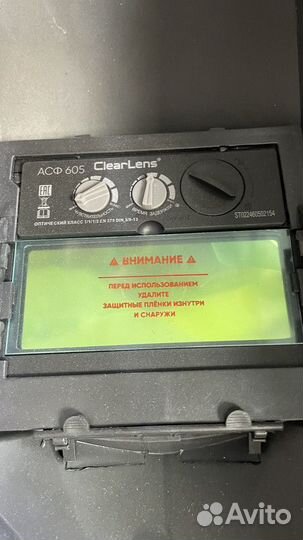 АСФ 605 ClearLens®
ЧУВСТВИТЕЛЬНОСТЬ
ВРЕМЯ ЗАДЕРЖКИ
EAC
ОПТИЧЕСКИЙ КЛАСС 1/1/1/2 EN 379 DIN 5/9-13
ST022460502154
ВНИМАНИЕ
ПЕРЕД ИСПОЛЬЗОВАНИЕМ
УДАЛИТЕ
ЗАЩИТНЫЕ ПЛЁНКИ ИЗНУТРИ
И СНАРУЖИ
Avito